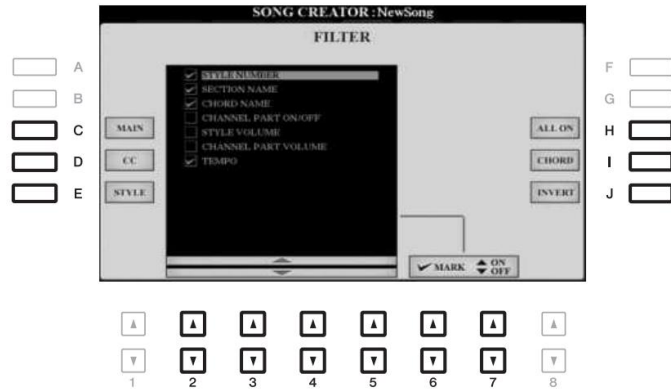 SONG CREATOR :NewSong
FILTER
A
B
C
D
E
MAIN
CC
STYLE
STYLE NUMBER
SECTION NAME
CHORD NAME
CHANNEL PART ON/OFF
STYLE VOLUME
CHANNEL PART VOLUME
TEMPO
ALL ON
CHORD
INVERT
F
G
H
I
J
MARK
ON
OFF
1
2
3
4
5
6
7
8